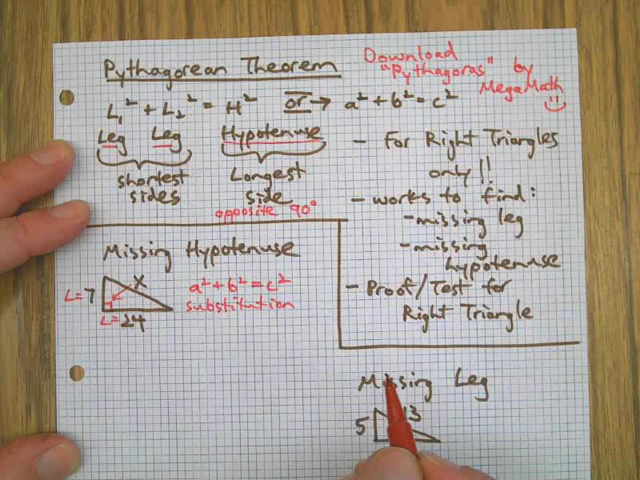 Pythagorean Theorem
Download
"Pythagoras" by
MegaMath
L₁² + L₂² = H² or → a² + b² = c²
Leg Leg Hypotenuse
shortest
sides
Longest
side
opposite 90°
- For Right Triangles
only!!
- works to find:
- missing leg
- missing
hypotenuse
- Proof/Test for
Right Triangle
Missing Hypotenuse
L=7 x
L=24
a² + b² = c²
substitution
Missing Leg
5 13